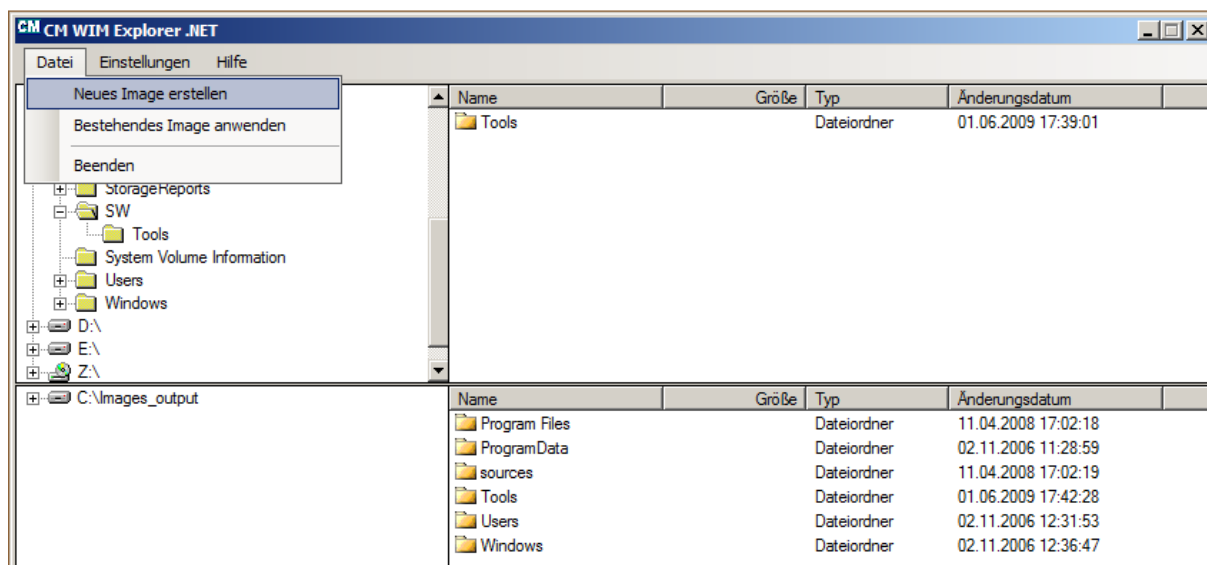 CM CM WIM Explorer .NET
Datei Einstellungen Hilfe
Neues Image erstellen
Bestehendes Image anwenden
Beenden
StorageReports
SW
Tools
System Volume Information
Users
Windows
D:\
E:\
Z:\
Name Größe Typ Änderungsdatum
Tools Dateiordner 01.06.2009 17:39:01
C:\Images_output
Name Größe Typ Änderungsdatum
Program Files Dateiordner 11.04.2008 17:02:18
ProgramData Dateiordner 02.11.2006 11:28:59
sources Dateiordner 11.04.2008 17:02:19
Tools Dateiordner 01.06.2009 17:42:28
Users Dateiordner 02.11.2006 12:31:53
Windows Dateiordner 02.11.2006 12:36:47